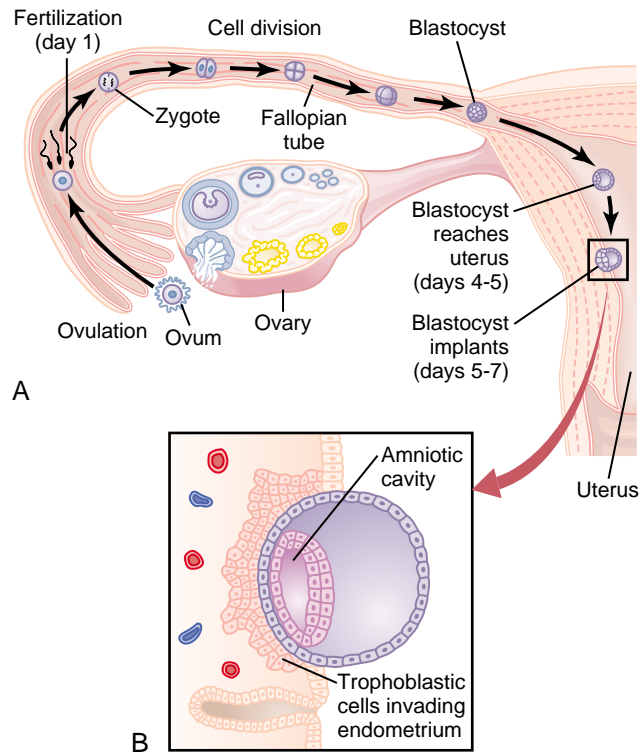 Fertilization
(day 1)
Cell division
Blastocyst
Zygote
Fallopian
tube
Blastocyst
reaches
uterus
(days 4-5)
Ovulation
Ovum
Ovary
Blastocyst
implants
(days 5-7)
A
Uterus
Amniotic
cavity
Trophoblastic
cells invading
endometrium
B